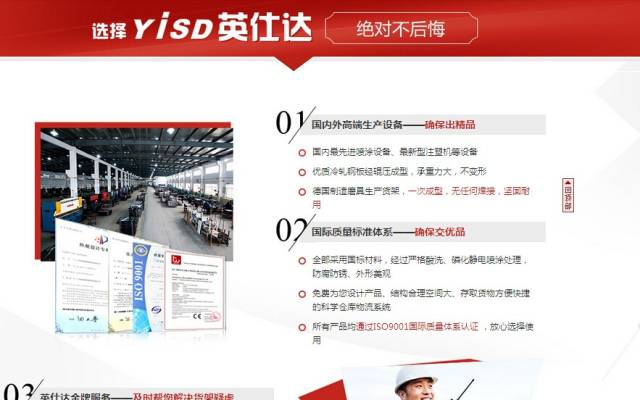 选择 YISD 英仕达 绝对不后悔
01 国内外高端生产设备——确保出精品
国内最先进喷涂设备、最新型注塑机等设备
优质冷轧钢板经辊压成型，承重力大，不变形
德国制造磨具生产货架，一次成型，无任何焊接，坚固耐
用
02 国际质量标准体系——确保交优品
全部采用国标材料，经过严格酸洗、磷化静电喷涂处理，
防腐防锈、外形美观
免费为您设计产品、结构合理空间大、存取货物方便快捷
的科学仓库物流系统
所有产品均通过ISO9001国际质量体系认证 ，放心选择使
用
ISO 9001
03 英仕达金牌服务——及时帮您解决货架疑虑